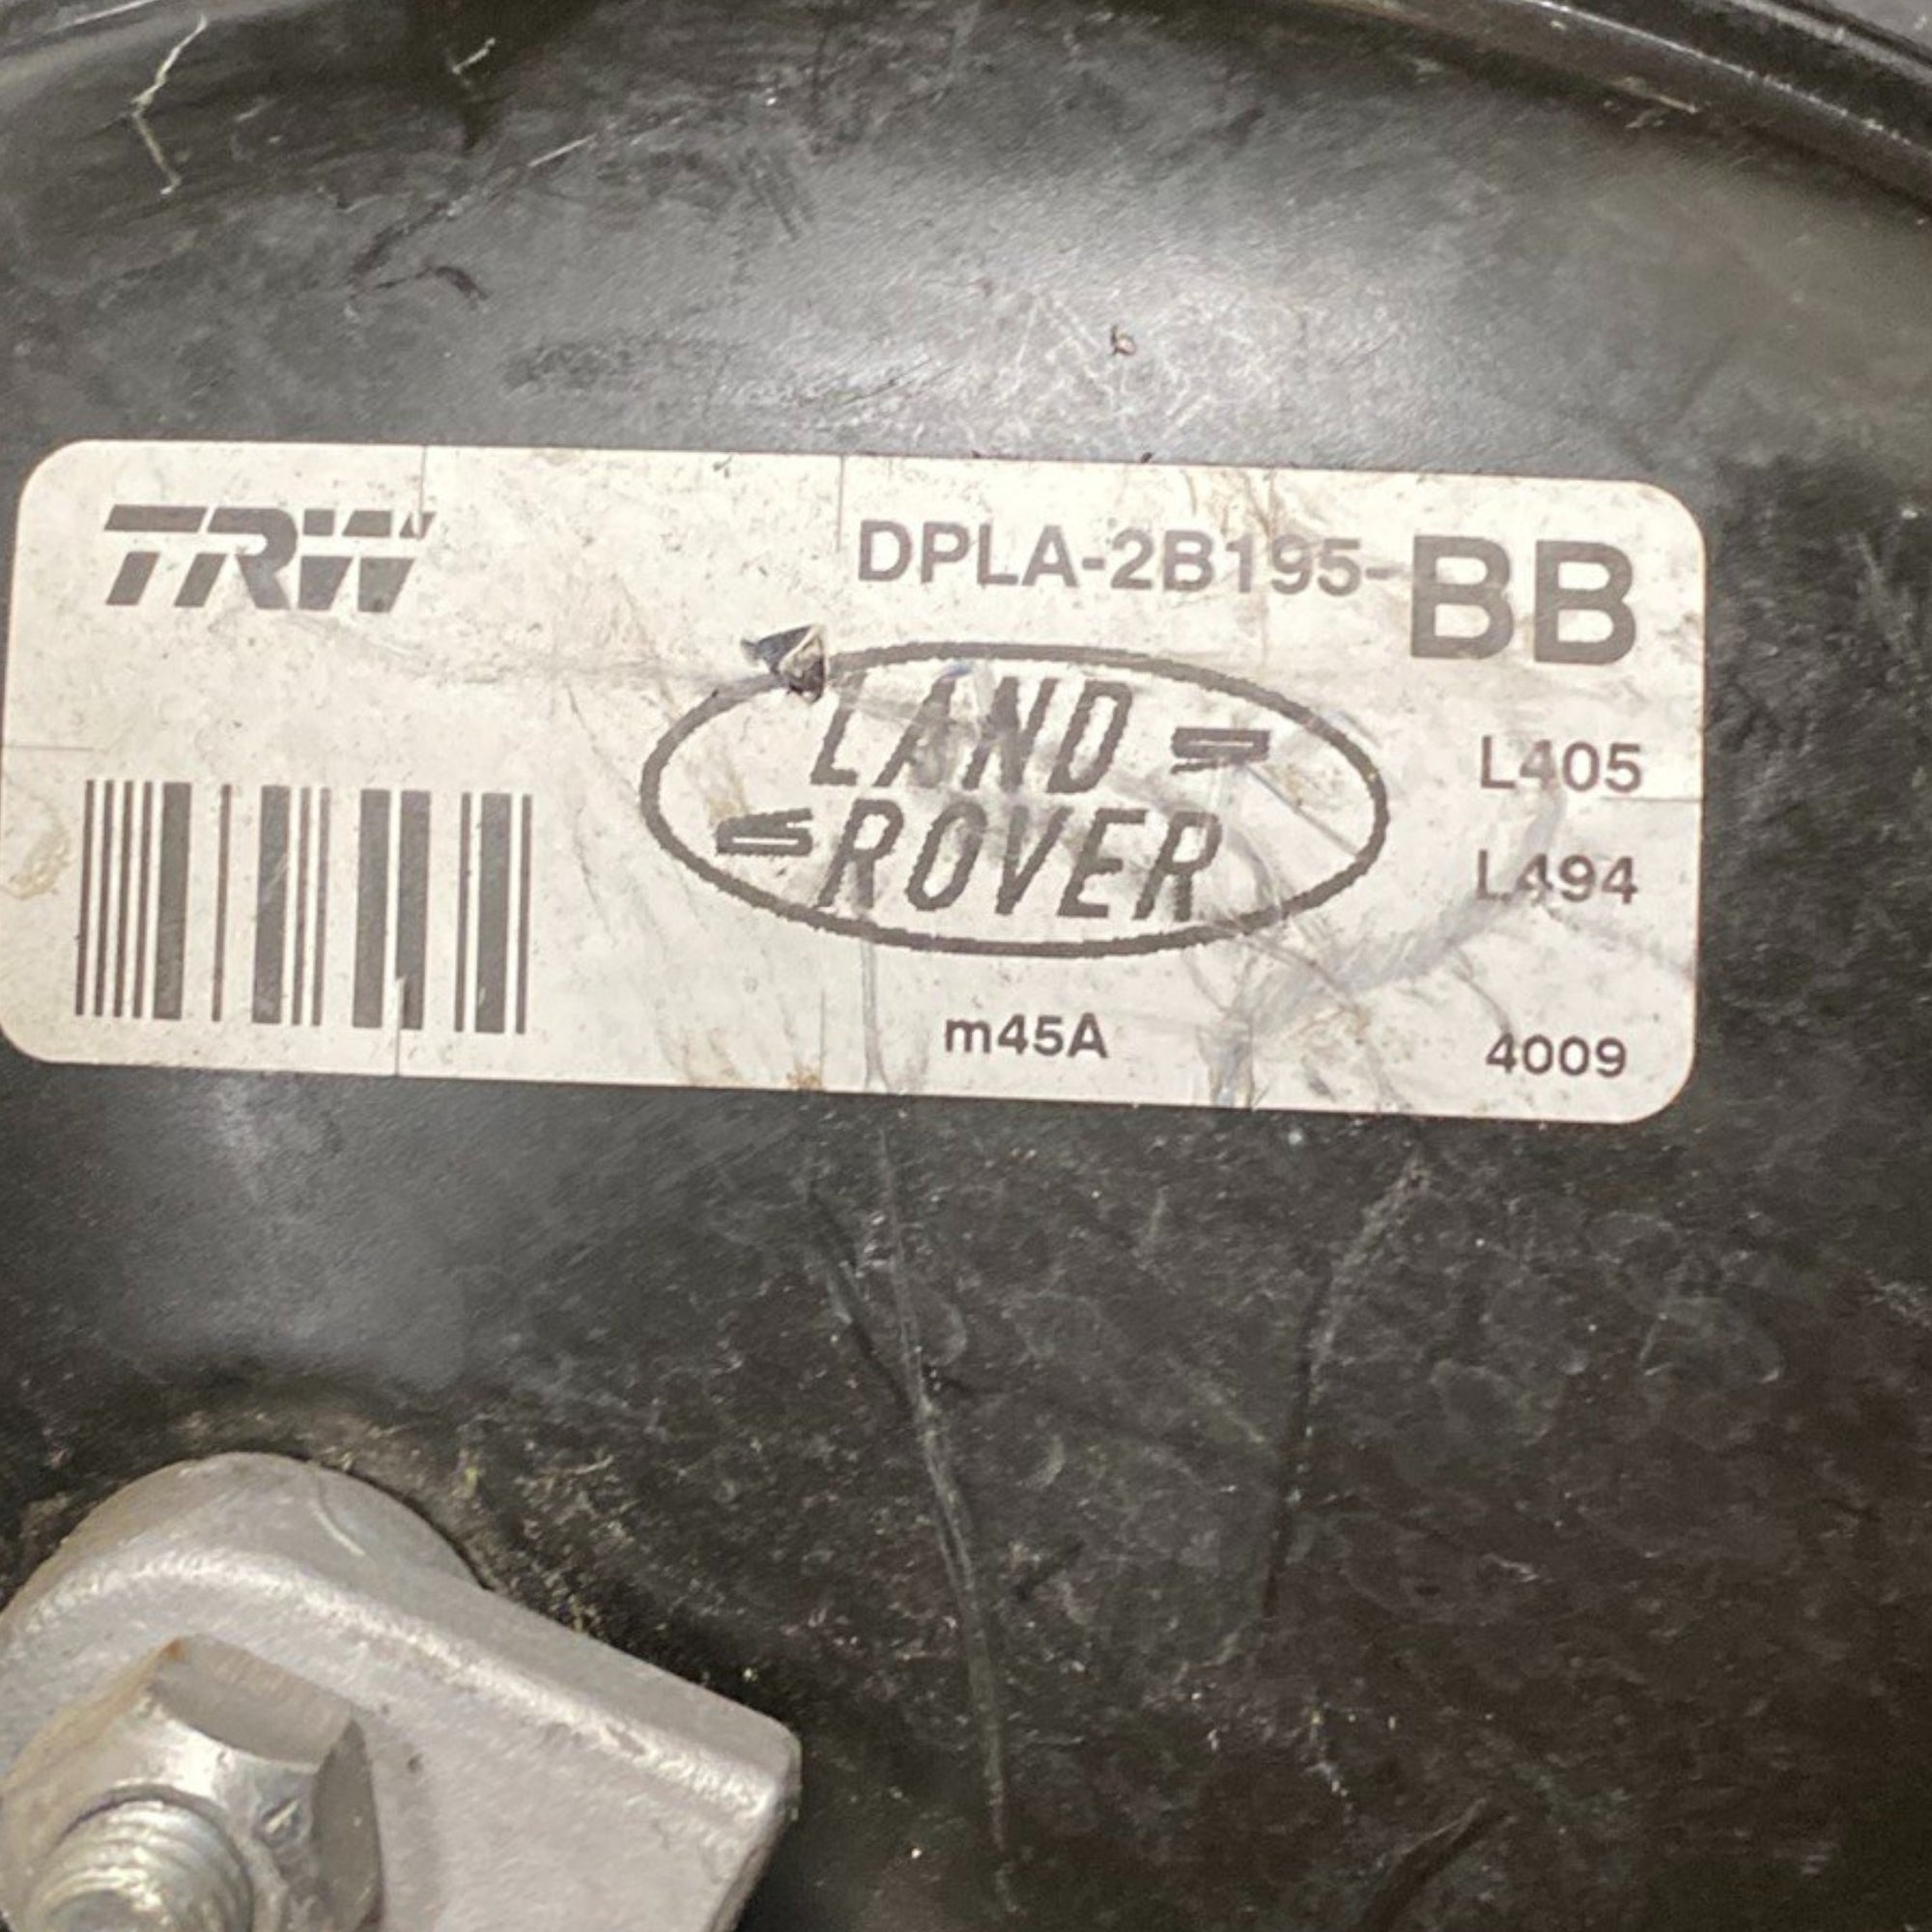 TRW
DPLA-2B195-BB
LAND
ROVER
L405
L494
m45A
4009